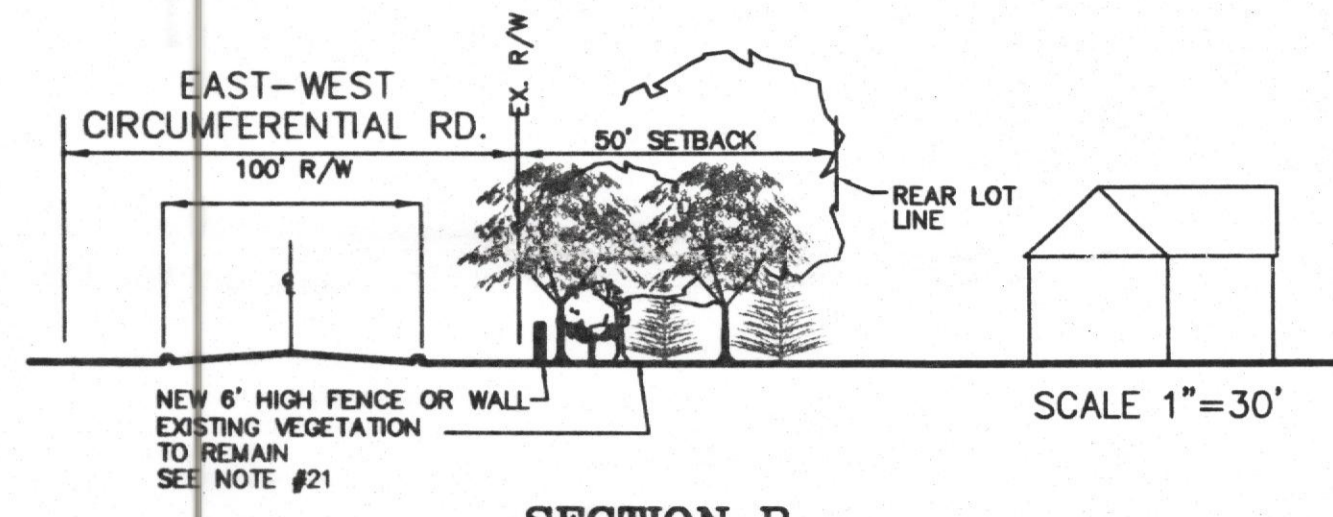 EAST-WEST
CIRCUMFERENTIAL RD.
100' R/W
EX. R/W
50' SETBACK
REAR LOT
LINE
NEW 6' HIGH FENCE OR WALL
EXISTING VEGETATION
TO REMAIN
SEE NOTE #21
SCALE 1"=30'
SECTION B